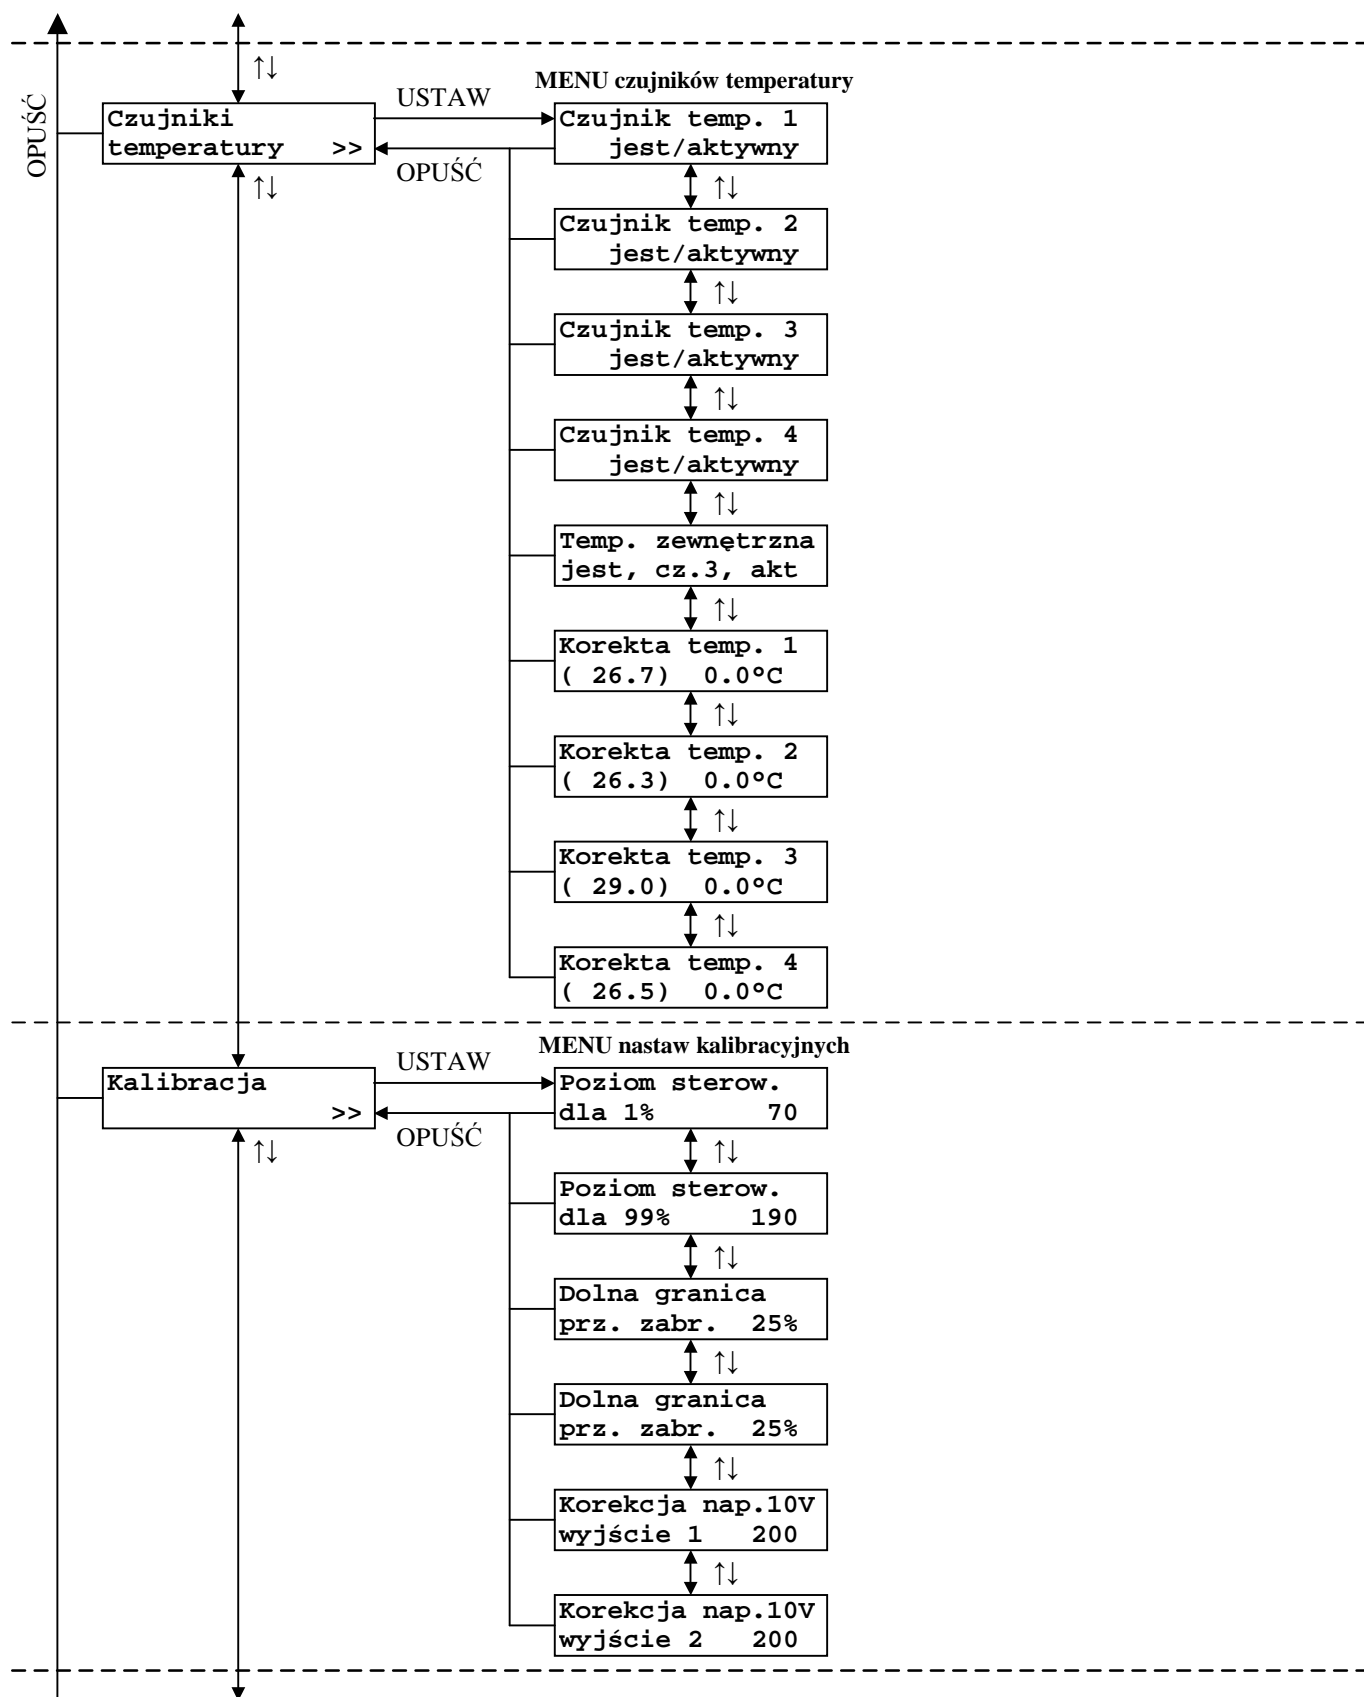 ↑↓
OPUŚĆ
MENU czujników temperatury
Czujniki
temperatury >>
USTAW
OPUŚĆ
↑↓
Czujnik temp. 1
jest/aktywny
↑↓
Czujnik temp. 2
jest/aktywny
↑↓
Czujnik temp. 3
jest/aktywny
↑↓
Czujnik temp. 4
jest/aktywny
↑↓
Temp. zewnętrzna
jest, cz.3, akt
↑↓
Korekta temp. 1
( 26.7) 0.0°C
↑↓
Korekta temp. 2
( 26.3) 0.0°C
↑↓
Korekta temp. 3
( 29.0) 0.0°C
↑↓
Korekta temp. 4
( 26.5) 0.0°C
MENU nastaw kalibracyjnych
Kalibracja
>>
USTAW
OPUŚĆ
↑↓
Poziom sterow.
dla 1% 70
↑↓
Poziom sterow.
dla 99% 190
↑↓
Dolna granica
prz. zabr. 25%
↑↓
Dolna granica
prz. zabr. 25%
↑↓
Korekcja nap.10V
wyjście 1 200
↑↓
Korekcja nap.10V
wyjście 2 200